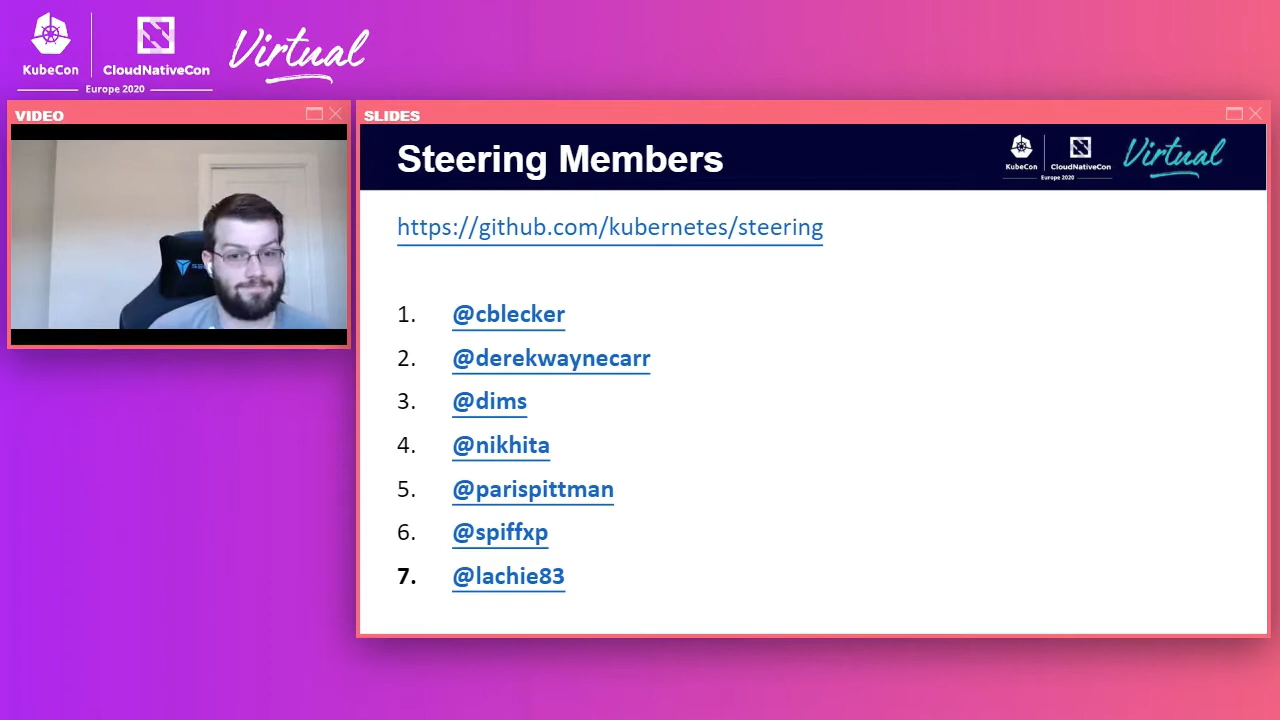 KubeCon
CloudNativeCon
Virtual
Europe 2020
VIDEO
SLIDES
Steering Members
KubeCon
CloudNativeCon
Virtual
Europe 2020
https://github.com/kubernetes/steering
1. @cblecker
2. @derekwaynecarr
3. @dims
4. @nikhita
5. @parispittman
6. @spiffxp
7. @lachie83